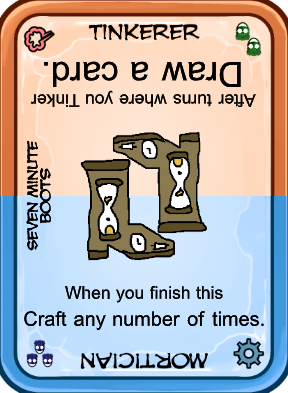 TINKERER
After turns where you Tinker
Draw a card.
SEVEN MINUTE
BOOTS
When you finish this
Craft any number of times.
MORTICIAN